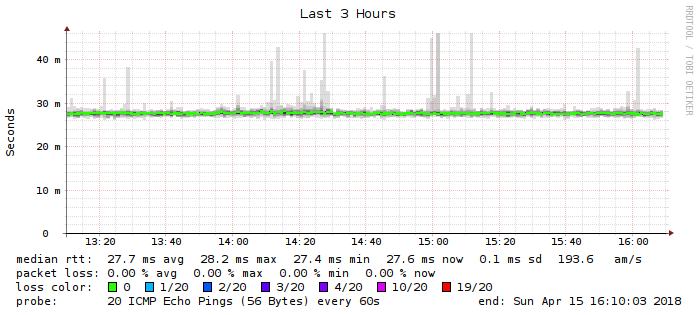 Last 3 Hours
RRDTOOL / TOBI OETIKER
Seconds
40 m
30 m
20 m
10 m
0
13:20 13:40 14:00 14:20 14:40 15:00 15:20 15:40 16:00
median rtt: 27.7 ms avg 28.2 ms max 27.4 ms min 27.6 ms now 0.1 ms sd 193.6 am/s
packet loss: 0.00 % avg 0.00 % max 0.00 % min 0.00 % now
loss color: 0 1/20 2/20 3/20 4/20 10/20 19/20
probe: 20 ICMP Echo Pings (56 Bytes) every 60s end: Sun Apr 15 16:10:03 2018